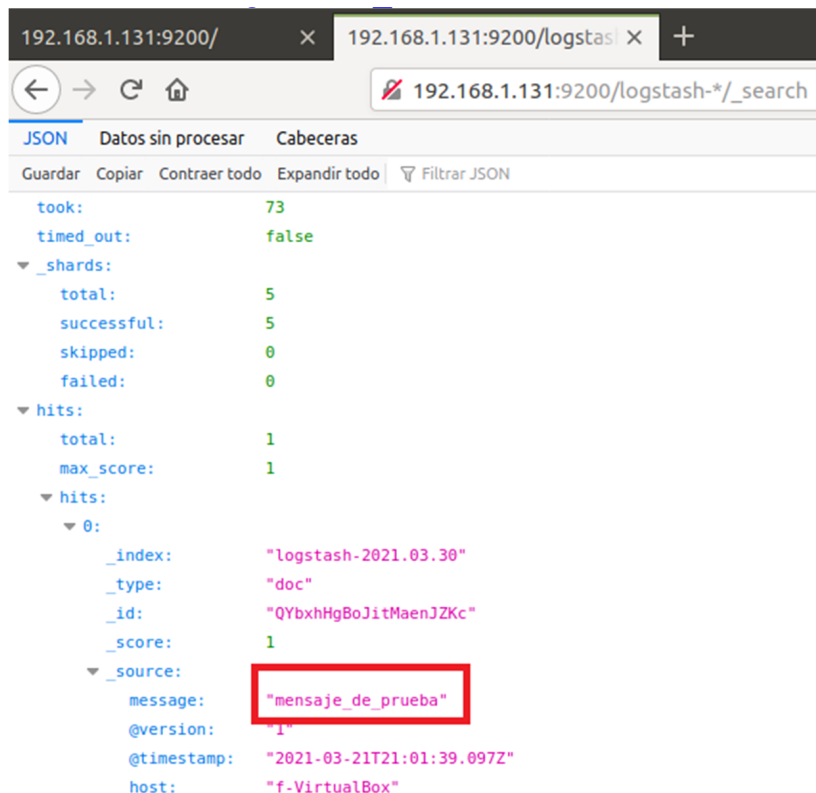 192.168.1.131:9200/ × 192.168.1.131:9200/logstas × +
192.168.1.131:9200/logstash-*/_search
JSON Datos sin procesar Cabeceras
Guardar Copiar Contraer todo Expandir todo Filtrar JSON
took: 73
timed_out: false
_shards:
total: 5
successful: 5
skipped: 0
failed: 0
hits:
total: 1
max_score: 1
hits:
0:
_index: "logstash-2021.03.30"
_type: "doc"
_id: "QYbxhHgBoJitMaenJZKc"
_score: 1
_source:
message: "mensaje_de_prueba"
@version: "1"
@timestamp: "2021-03-21T21:01:39.097Z"
host: "f-VirtualBox"